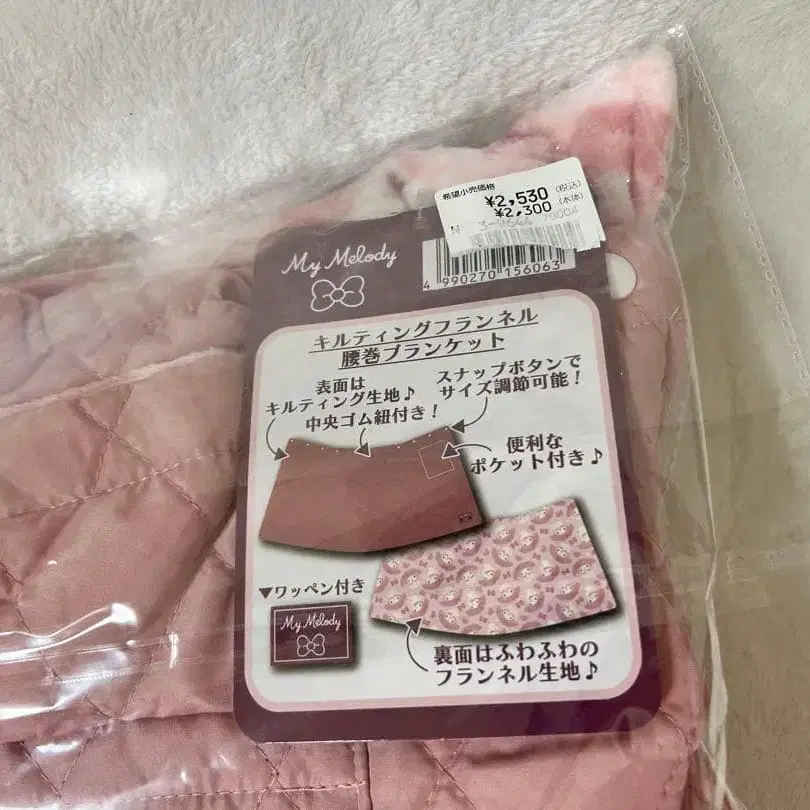 希望小売価格
¥2,530 (税込)
¥2,300 (本体)
My Melody
4 990270 156063
キルティングフランネル
腰巻ブランケット
表面は
キルティング生地♪
中央ゴム紐付き!
スナップボタンで
サイズ調節可能!
便利な
ポケット付き♪
▼ワッペン付き
My Melody
裏面はふわふわの
フランネル生地♪